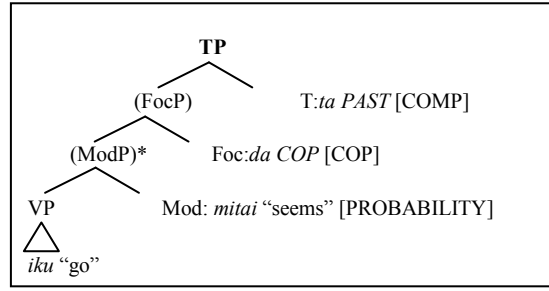 TP
(FocP) T:ta PAST [COMP]
(ModP)* Foc:da COP [COP]
VP Mod: mitai “seems” [PROBABILITY]
iku “go”